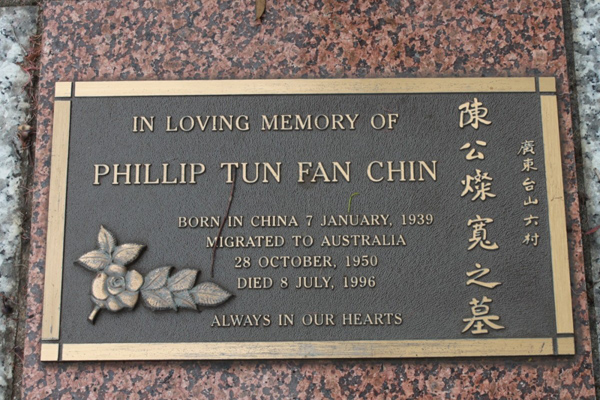 IN LOVING MEMORY OF
PHILLIP TUN FAN CHIN
BORN IN CHINA 7 JANUARY, 1939
MIGRATED TO AUSTRALIA
28 OCTOBER, 1950
DIED 8 JULY, 1996
ALWAYS IN OUR HEARTS
陳公燦寬之墓
廣東台山六村